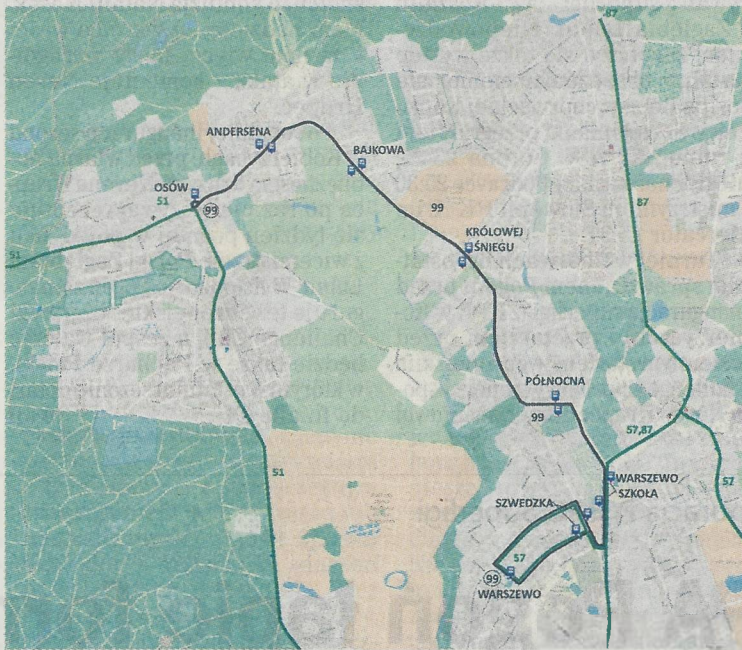 87
ANDERSENA
BAJKOWA
OSÓW
51
99
99
87
KRÓLOWEJ
ŚNIEGU
51
PÓŁNOCNA
99
57,87
51
WARSZEWO
SZKOŁA
57
SZWEDZKA
57
99
WARSZEWO